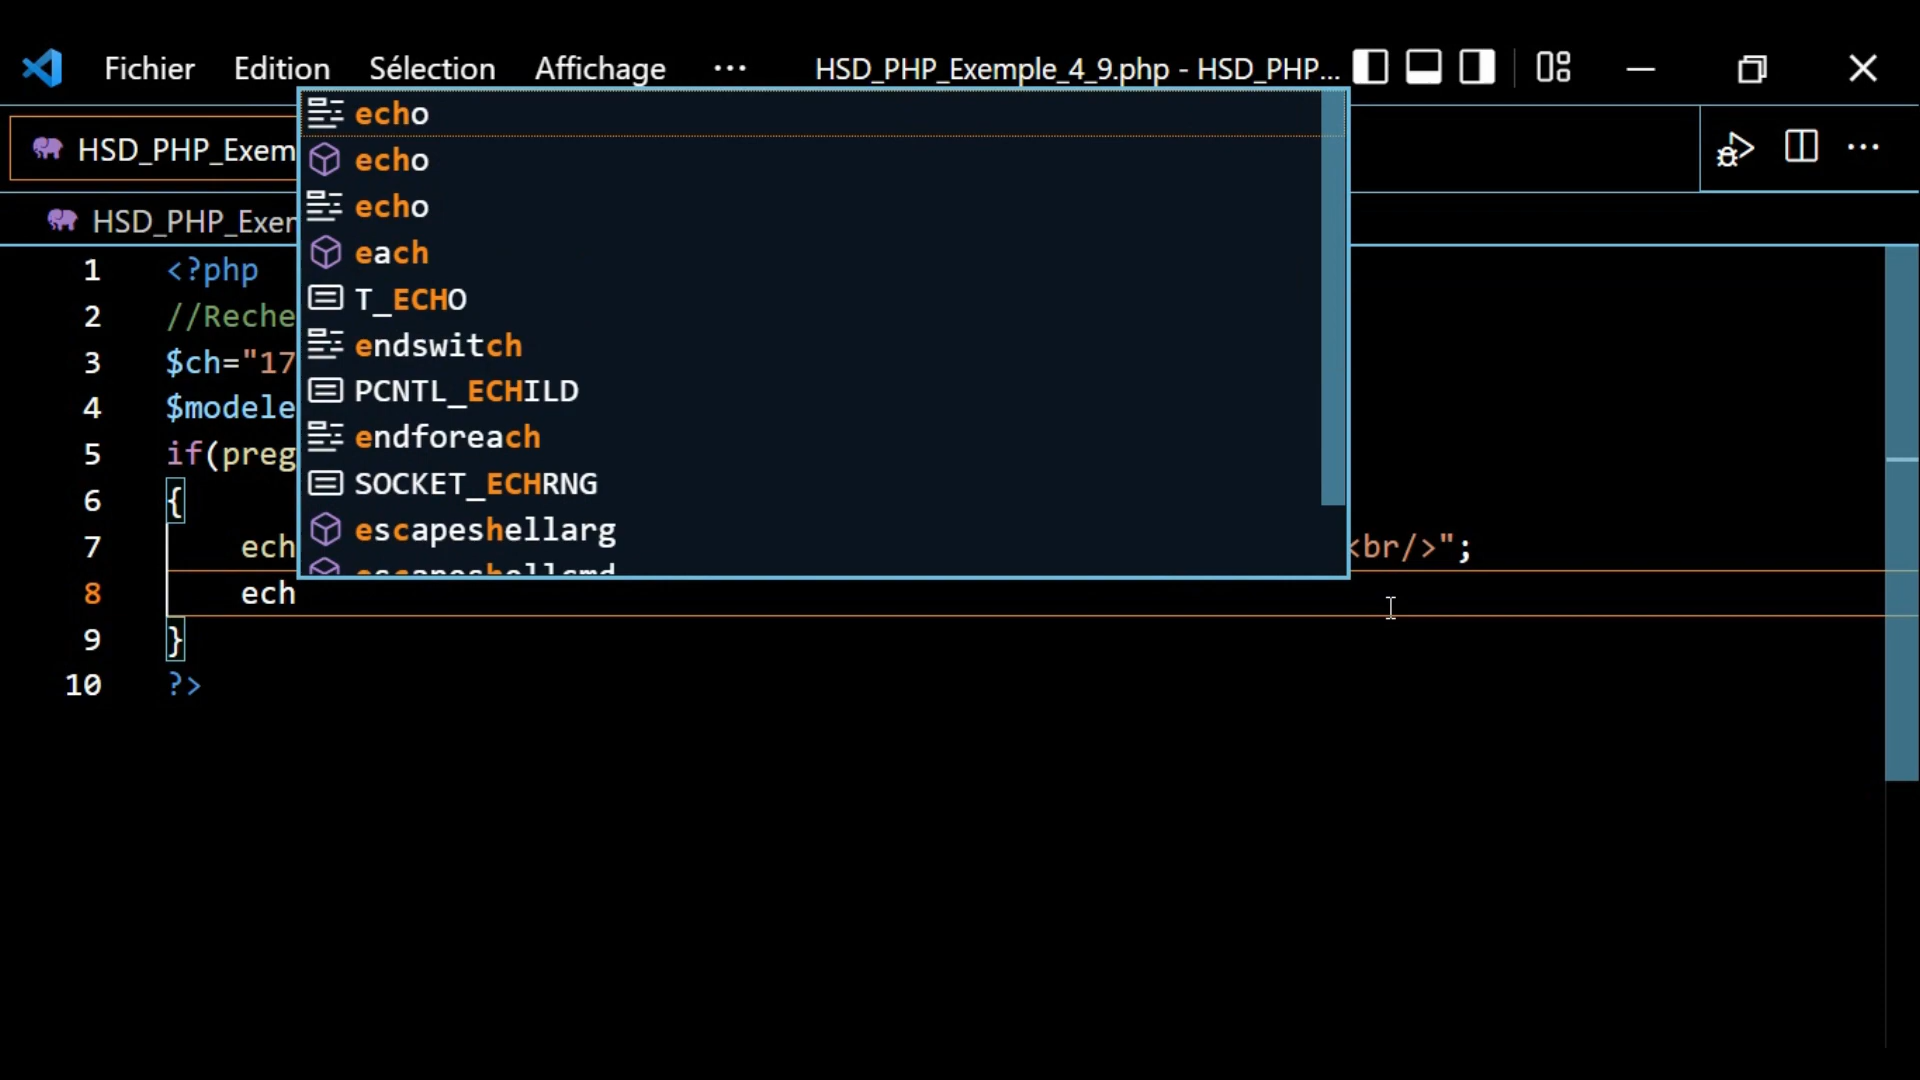 Fichier Edition Sélection Affichage ··· HSD_PHP_Exemple_4_9.php - HSD_PHP...
HSD_PHP_Exem
HSD_PHP_Exer
echo
echo
echo
each
T_ECHO
endswitch
PCNTL_ECHILD
endforeach
SOCKET_ECHRNG
escapeshellarg
escapeshellcmd
1 <?php
2 //Reche
3 $ch="17
4 $modele
5 if(preg
6 {
7 ech <br/>";
8 ech
9 }
10 ?>